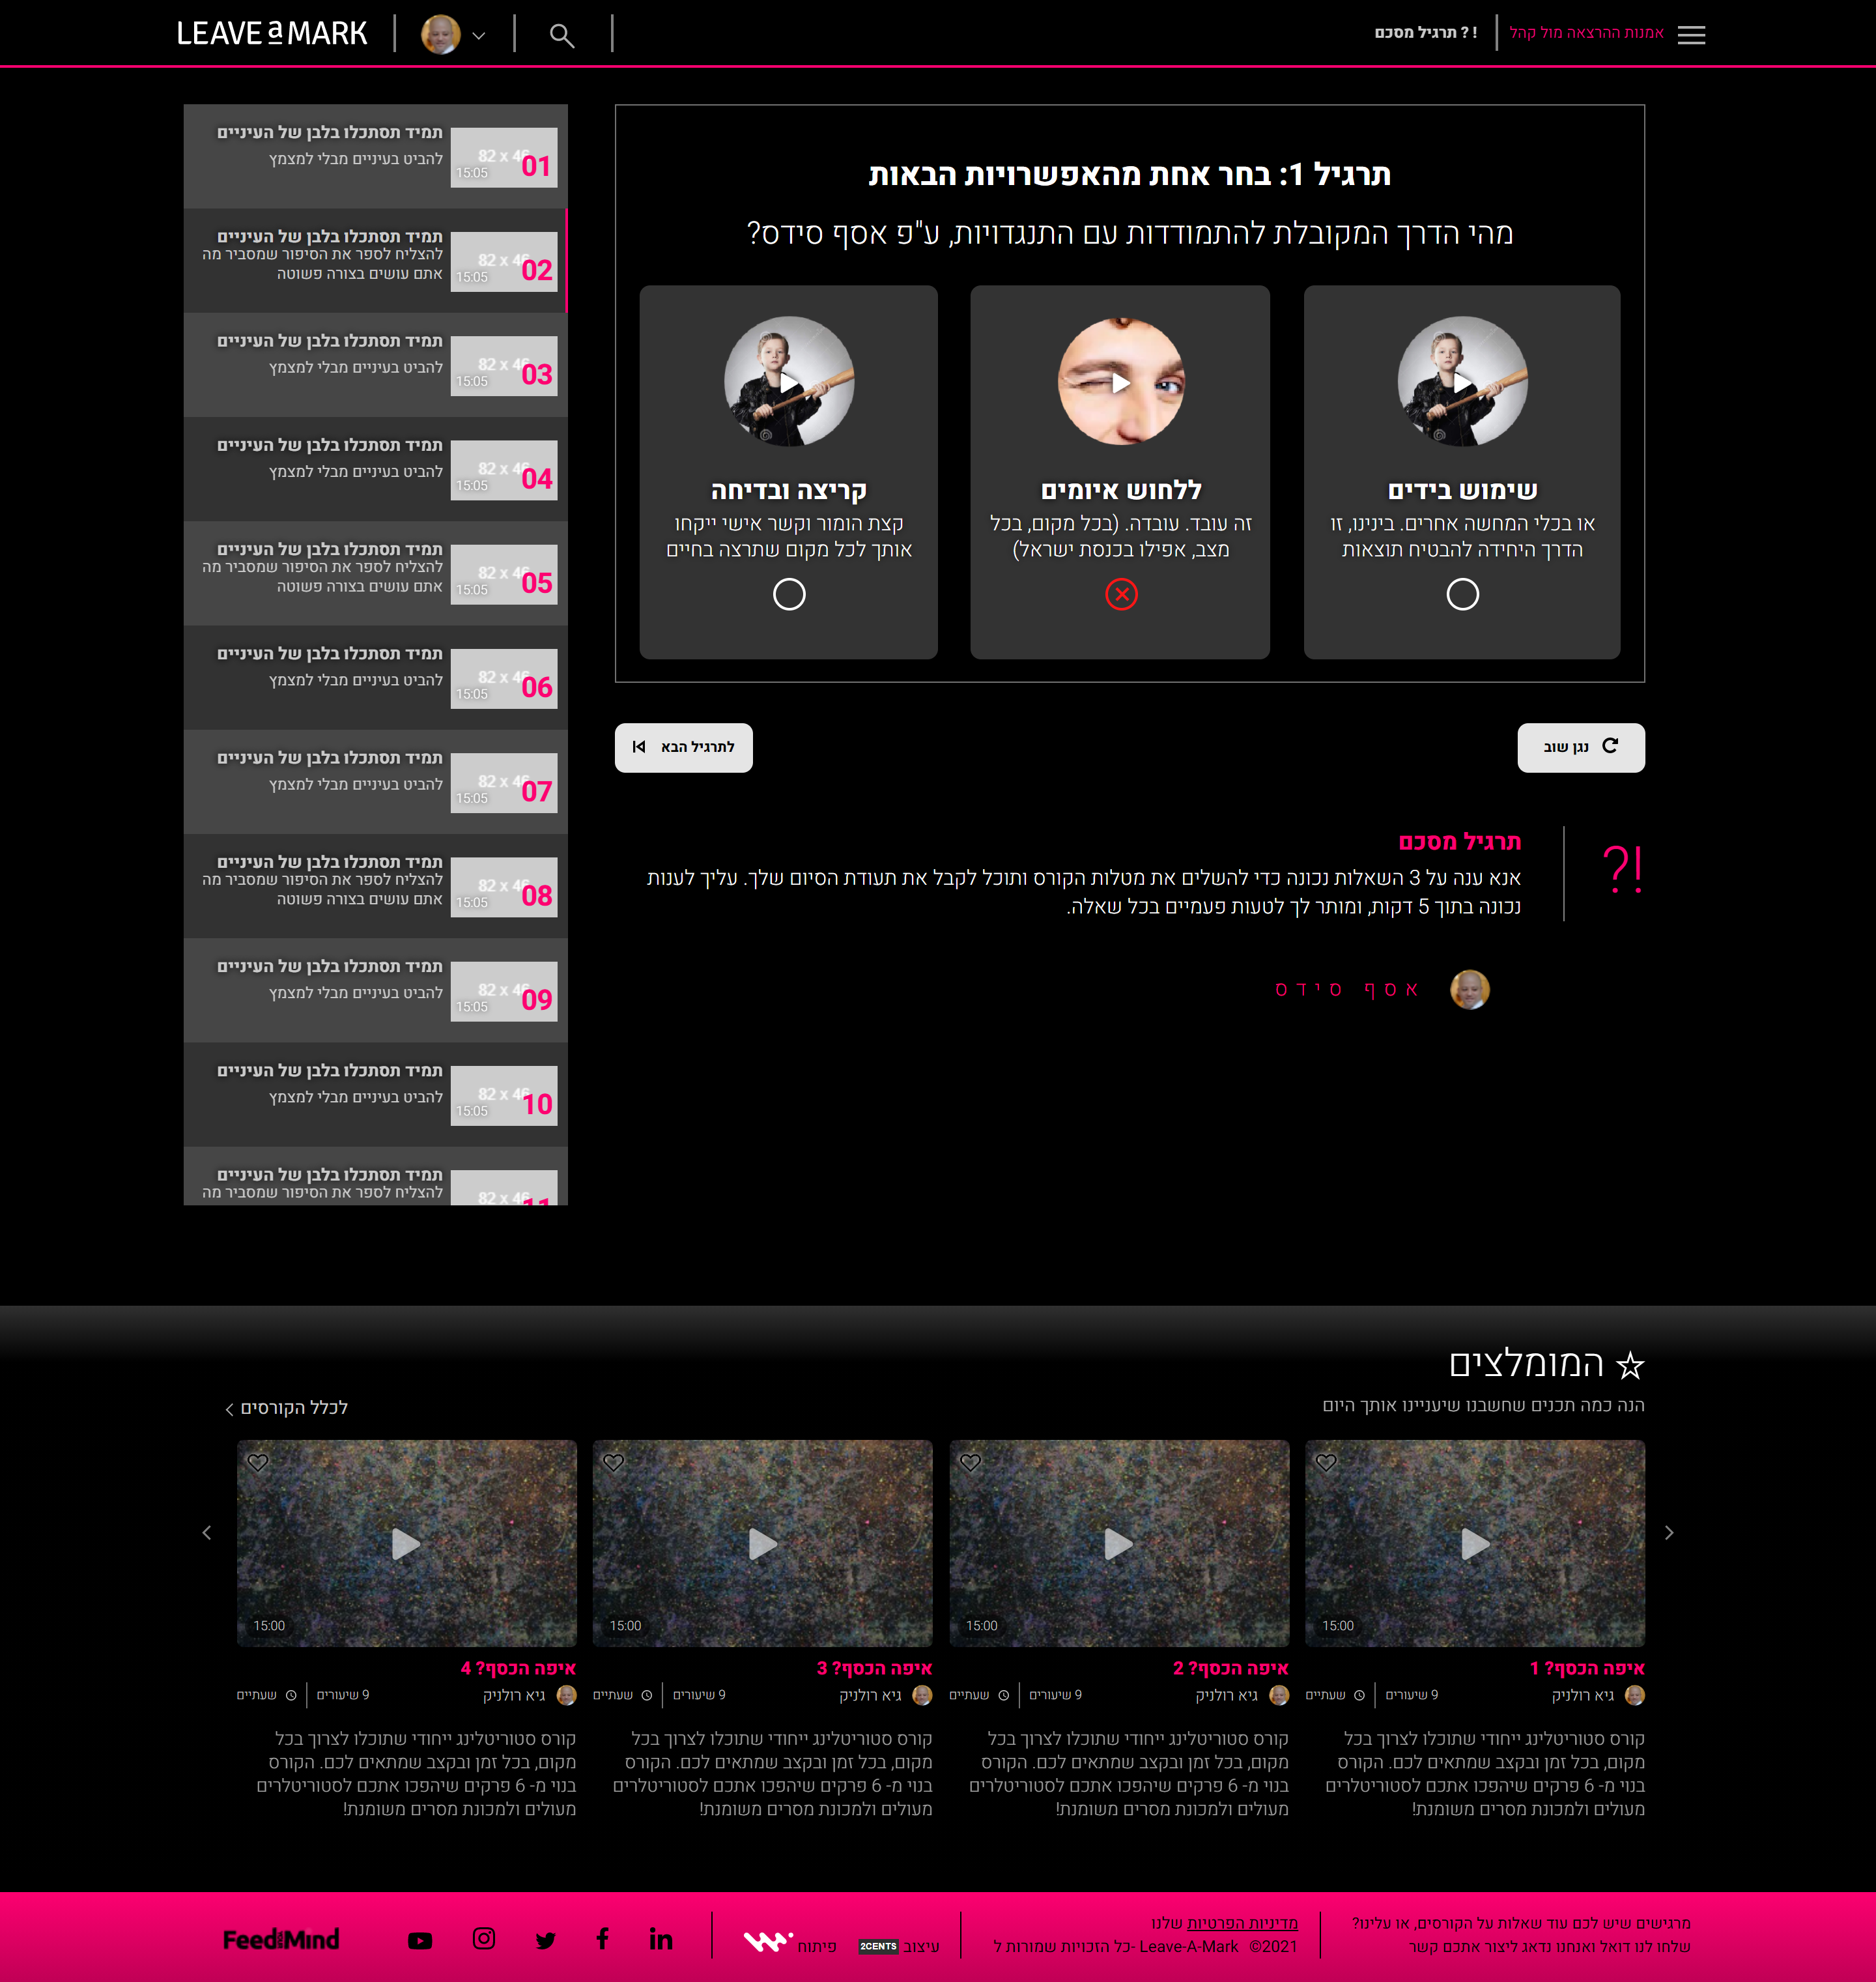 אמנות ההרצאה מול קהל
!? תרגיל מסכם
LEAVE a MARK
תרגיל 1: בחר אחת מהאפשרויות הבאות
מהי הדרך המקובלת להתמודדות עם התנגדויות, ע"פ אסף סידס?
שימוש בידים
או בכלי המחשה אחרים. בינינו, זו
הדרך היחידה להבטיח תוצאות
ללחוש איומים
זה עובד. עובדה. (בכל מקום, בכל
מצב, אפילו בכנסת ישראל)
קריצה ובדיחה
קצת הומור וקשר אישי ייקחו
אותך לכל מקום שתרצה בחיים
נגן שוב
לתרגיל הבא
?!
תרגיל מסכם
אנא ענה על 3 השאלות נכונה כדי להשלים את מטלות הקורס ותוכל לקבל את תעודת הסיום שלך. עליך לענות
נכונה בתוך 5 דקות, ומותר לך לטעות פעמיים בכל שאלה.
אסף סידס
82 x 46
01
15:05
תמיד תסתכלו בלבן של העיניים
להביט בעיניים מבלי למצמץ
82 x 46
02
15:05
תמיד תסתכלו בלבן של העיניים
להצליח לספר את הסיפור שמסביר מה
אתם עושים בצורה פשוטה
82 x 46
03
15:05
תמיד תסתכלו בלבן של העיניים
להביט בעיניים מבלי למצמץ
82 x 46
04
15:05
תמיד תסתכלו בלבן של העיניים
להביט בעיניים מבלי למצמץ
82 x 46
05
15:05
תמיד תסתכלו בלבן של העיניים
להצליח לספר את הסיפור שמסביר מה
אתם עושים בצורה פשוטה
82 x 46
06
15:05
תמיד תסתכלו בלבן של העיניים
להביט בעיניים מבלי למצמץ
82 x 46
07
15:05
תמיד תסתכלו בלבן של העיניים
להביט בעיניים מבלי למצמץ
82 x 46
08
15:05
תמיד תסתכלו בלבן של העיניים
להצליח לספר את הסיפור שמסביר מה
אתם עושים בצורה פשוטה
82 x 46
09
15:05
תמיד תסתכלו בלבן של העיניים
להביט בעיניים מבלי למצמץ
82 x 46
10
15:05
תמיד תסתכלו בלבן של העיניים
להביט בעיניים מבלי למצמץ
82 x 46
11
תמיד תסתכלו בלבן של העיניים
להצליח לספר את הסיפור שמסביר מה
המומלצים
הנה כמה תכנים שחשבנו שיעניינו אותך היום
לכלל הקורסים
15:00
איפה הכסף? 1
גיא רולניק
9 שיעורים
שעתיים
קורס סטוריטלינג ייחודי שתוכלו לצרוך בכל
מקום, בכל זמן ובקצב שמתאים לכם. הקורס
בנוי מ- 6 פרקים שיהפכו אתכם לסטוריטלרים
מעולים ולמכונת מסרים משומנת!
15:00
איפה הכסף? 2
גיא רולניק
9 שיעורים
שעתיים
קורס סטוריטלינג ייחודי שתוכלו לצרוך בכל
מקום, בכל זמן ובקצב שמתאים לכם. הקורס
בנוי מ- 6 פרקים שיהפכו אתכם לסטוריטלרים
מעולים ולמכונת מסרים משומנת!
15:00
איפה הכסף? 3
גיא רולניק
9 שיעורים
שעתיים
קורס סטוריטלינג ייחודי שתוכלו לצרוך בכל
מקום, בכל זמן ובקצב שמתאים לכם. הקורס
בנוי מ- 6 פרקים שיהפכו אתכם לסטוריטלרים
מעולים ולמכונת מסרים משומנת!
15:00
איפה הכסף? 4
גיא רולניק
9 שיעורים
שעתיים
קורס סטוריטלינג ייחודי שתוכלו לצרוך בכל
מקום, בכל זמן ובקצב שמתאים לכם. הקורס
בנוי מ- 6 פרקים שיהפכו אתכם לסטוריטלרים
מעולים ולמכונת מסרים משומנת!
מרגישים שיש לכם עוד שאלות על הקורסים, או עלינו?
שלחו לנו דואל ואנחנו נדאג ליצור אתכם קשר
מדיניות הפרטיות שלנו
©2021 Leave-A-Mark -כל הזכויות שמורות ל
עיצוב 2CENTS פיתוח
in
Feed Mind